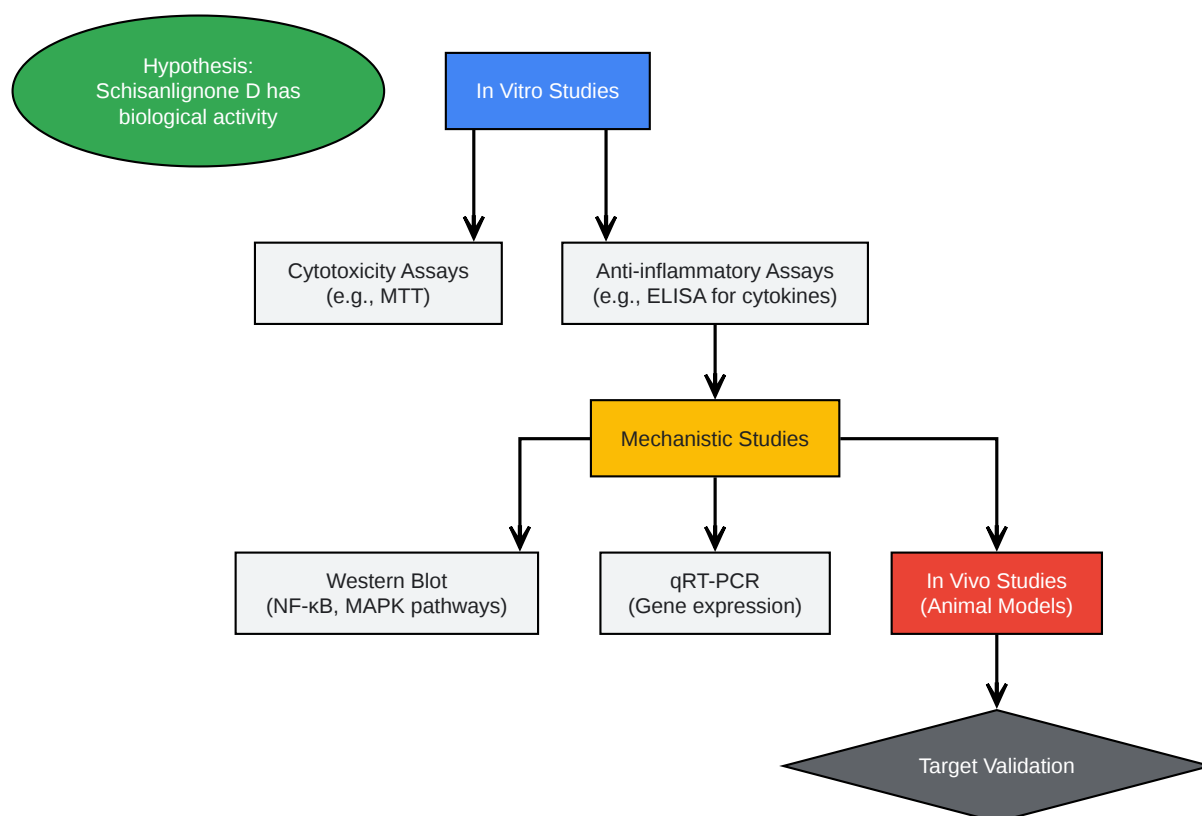 Hypothesis:
Schisanlignone D has
biological activity
In Vitro Studies
Cytotoxicity Assays
(e.g., MTT)
Anti-inflammatory Assays
(e.g., ELISA for cytokines)
Mechanistic Studies
Western Blot
(NF-κB, MAPK pathways)
qRT-PCR
(Gene expression)
In Vivo Studies
(Animal Models)
Target Validation